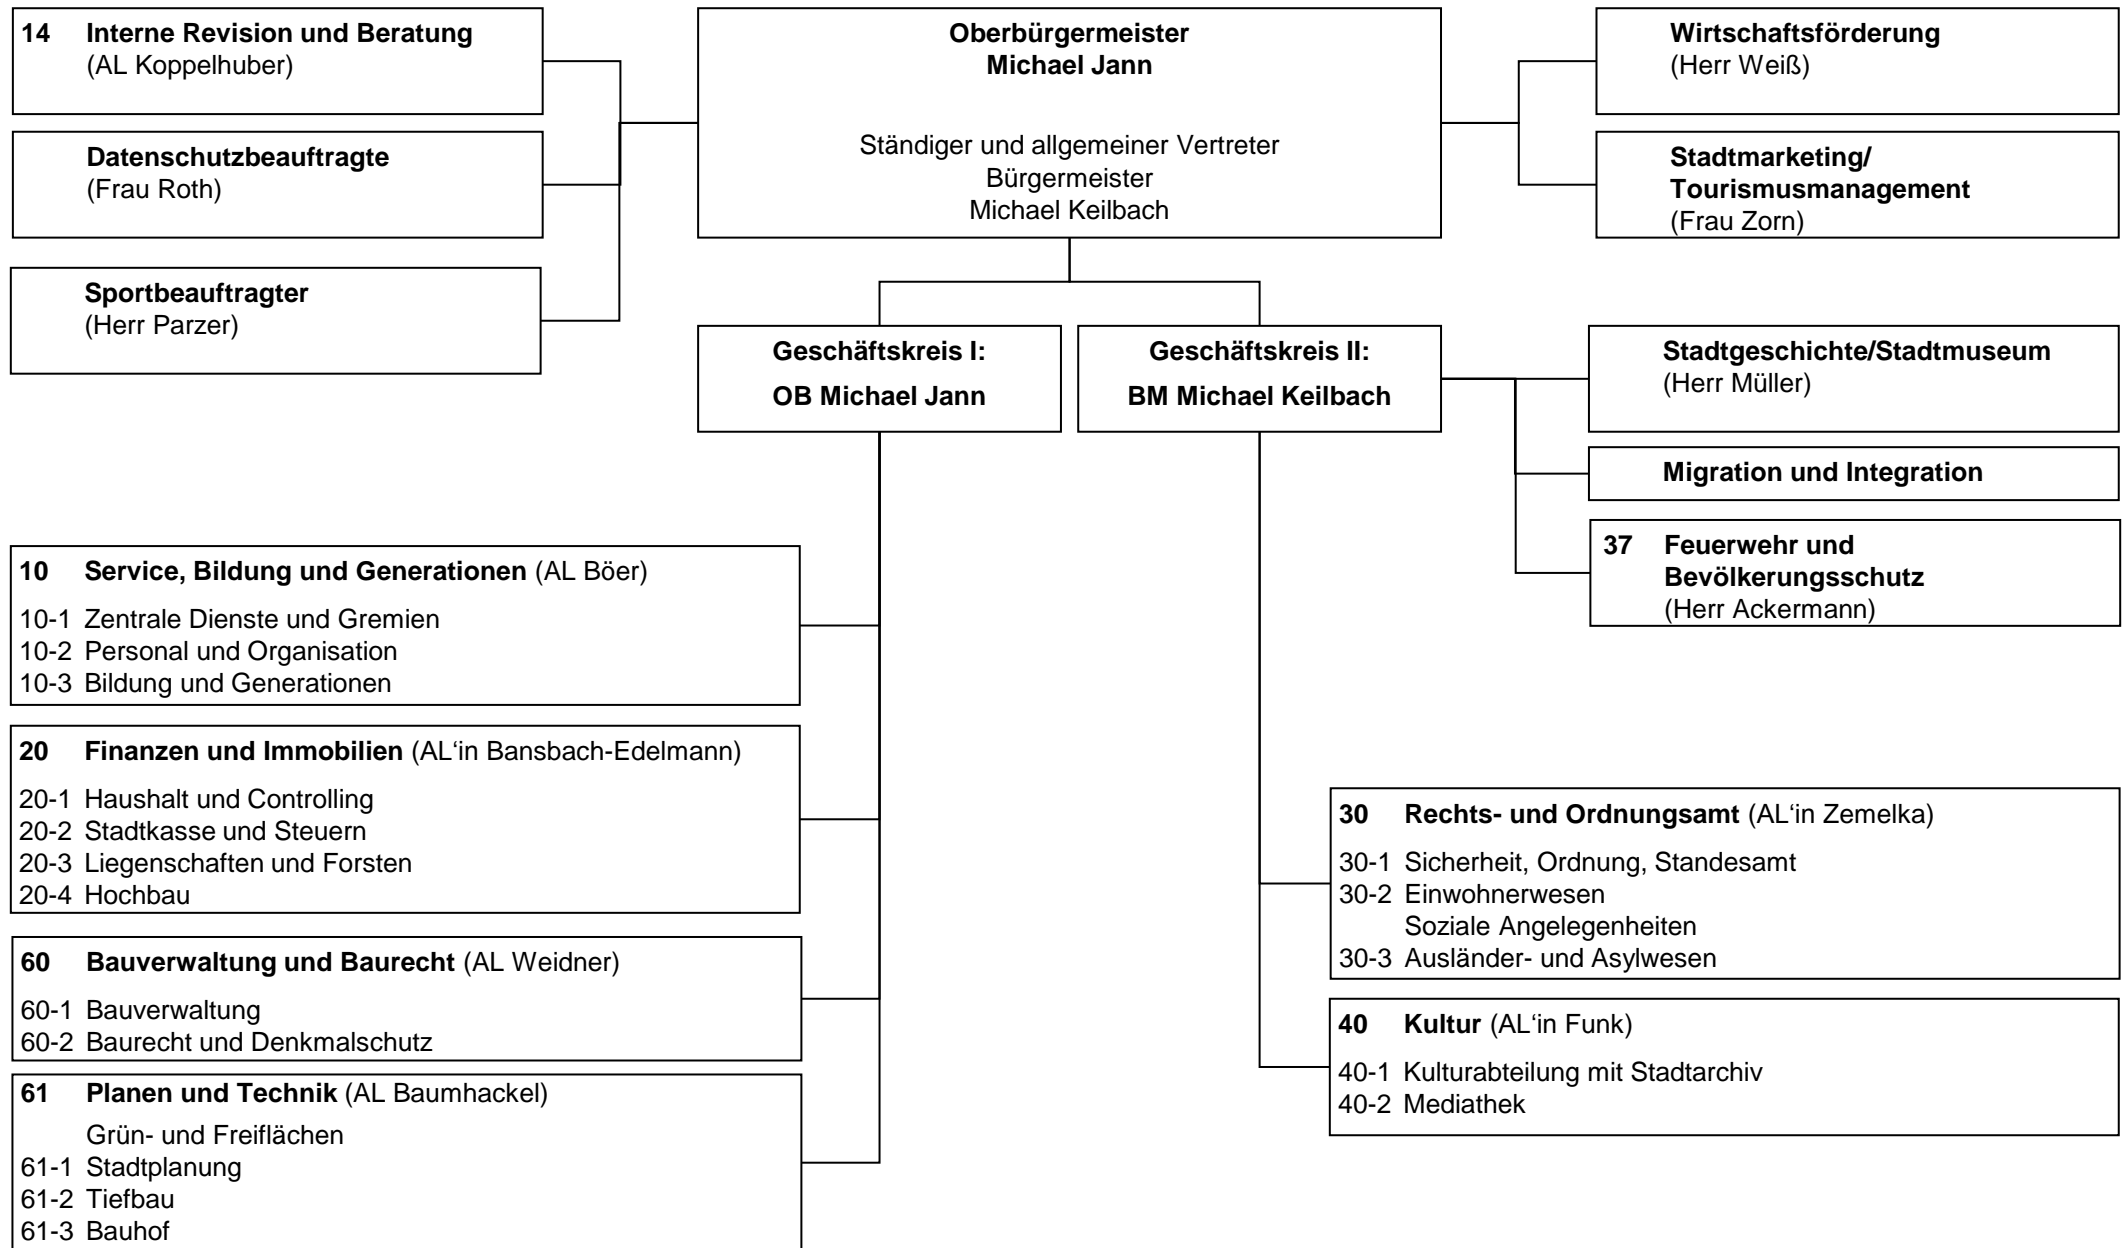 14 Interne Revision und Beratung
(AL Koppelhuber)
Datenschutzbeauftragte
(Frau Roth)
Sportbeauftragter
(Herr Parzer)
Oberbürgermeister
Michael Jann
Ständiger und allgemeiner Vertreter
Bürgermeister
Michael Keilbach
Wirtschaftsförderung
(Herr Weiß)
Stadtmarketing/
Tourismusmanagement
(Frau Zorn)
Geschäftskreis I:
OB Michael Jann
Geschäftskreis II:
BM Michael Keilbach
Stadtgeschichte/Stadtmuseum
(Herr Müller)
Migration und Integration
37 Feuerwehr und
Bevölkerungsschutz
(Herr Ackermann)
10 Service, Bildung und Generationen (AL Böer)
10-1 Zentrale Dienste und Gremien
10-2 Personal und Organisation
10-3 Bildung und Generationen
20 Finanzen und Immobilien (AL‘in Bansbach-Edelmann)
20-1 Haushalt und Controlling
20-2 Stadtkasse und Steuern
20-3 Liegenschaften und Forsten
20-4 Hochbau
60 Bauverwaltung und Baurecht (AL Weidner)
60-1 Bauverwaltung
60-2 Baurecht und Denkmalschutz
61 Planen und Technik (AL Baumhackel)
Grün- und Freiflächen
61-1 Stadtplanung
61-2 Tiefbau
61-3 Bauhof
30 Rechts- und Ordnungsamt (AL‘in Zemelka)
30-1 Sicherheit, Ordnung, Standesamt
30-2 Einwohnerwesen
Soziale Angelegenheiten
30-3 Ausländer- und Asylwesen
40 Kultur (AL‘in Funk)
40-1 Kulturabteilung mit Stadtarchiv
40-2 Mediathek